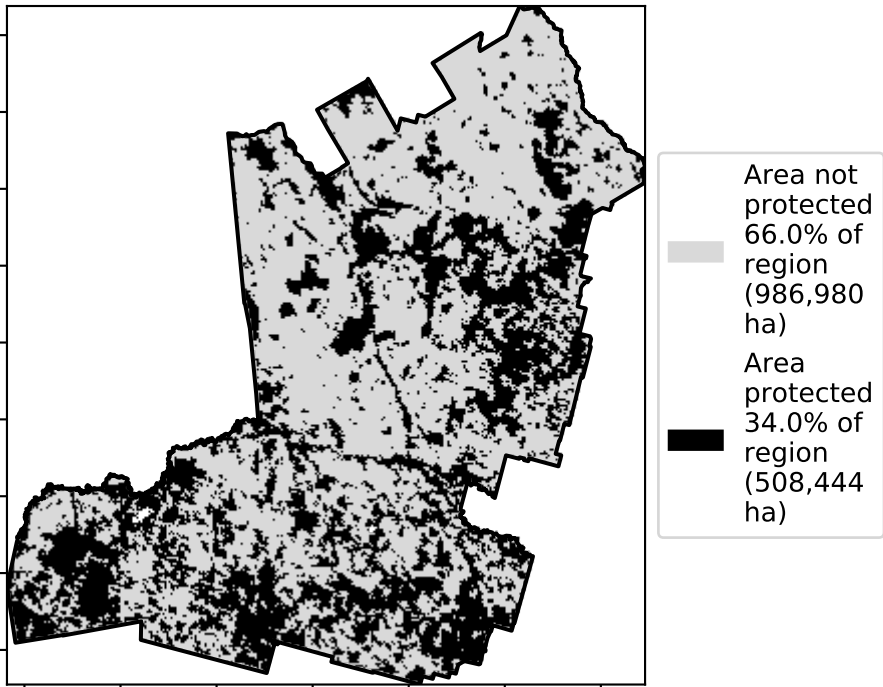 Area not
protected
66.0% of
region
(986,980
ha)
Area
protected
34.0% of
region
(508,444
ha)